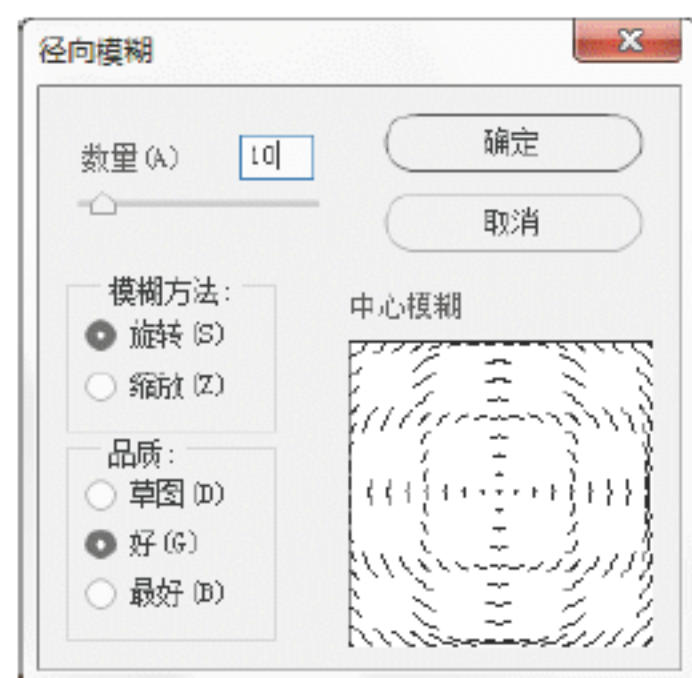 径向模糊
数量(A) 10
确定
取消
模糊方法:
旋转(S)
缩放(Z)
品质:
草图(D)
好(G)
最好(B)
中心模糊